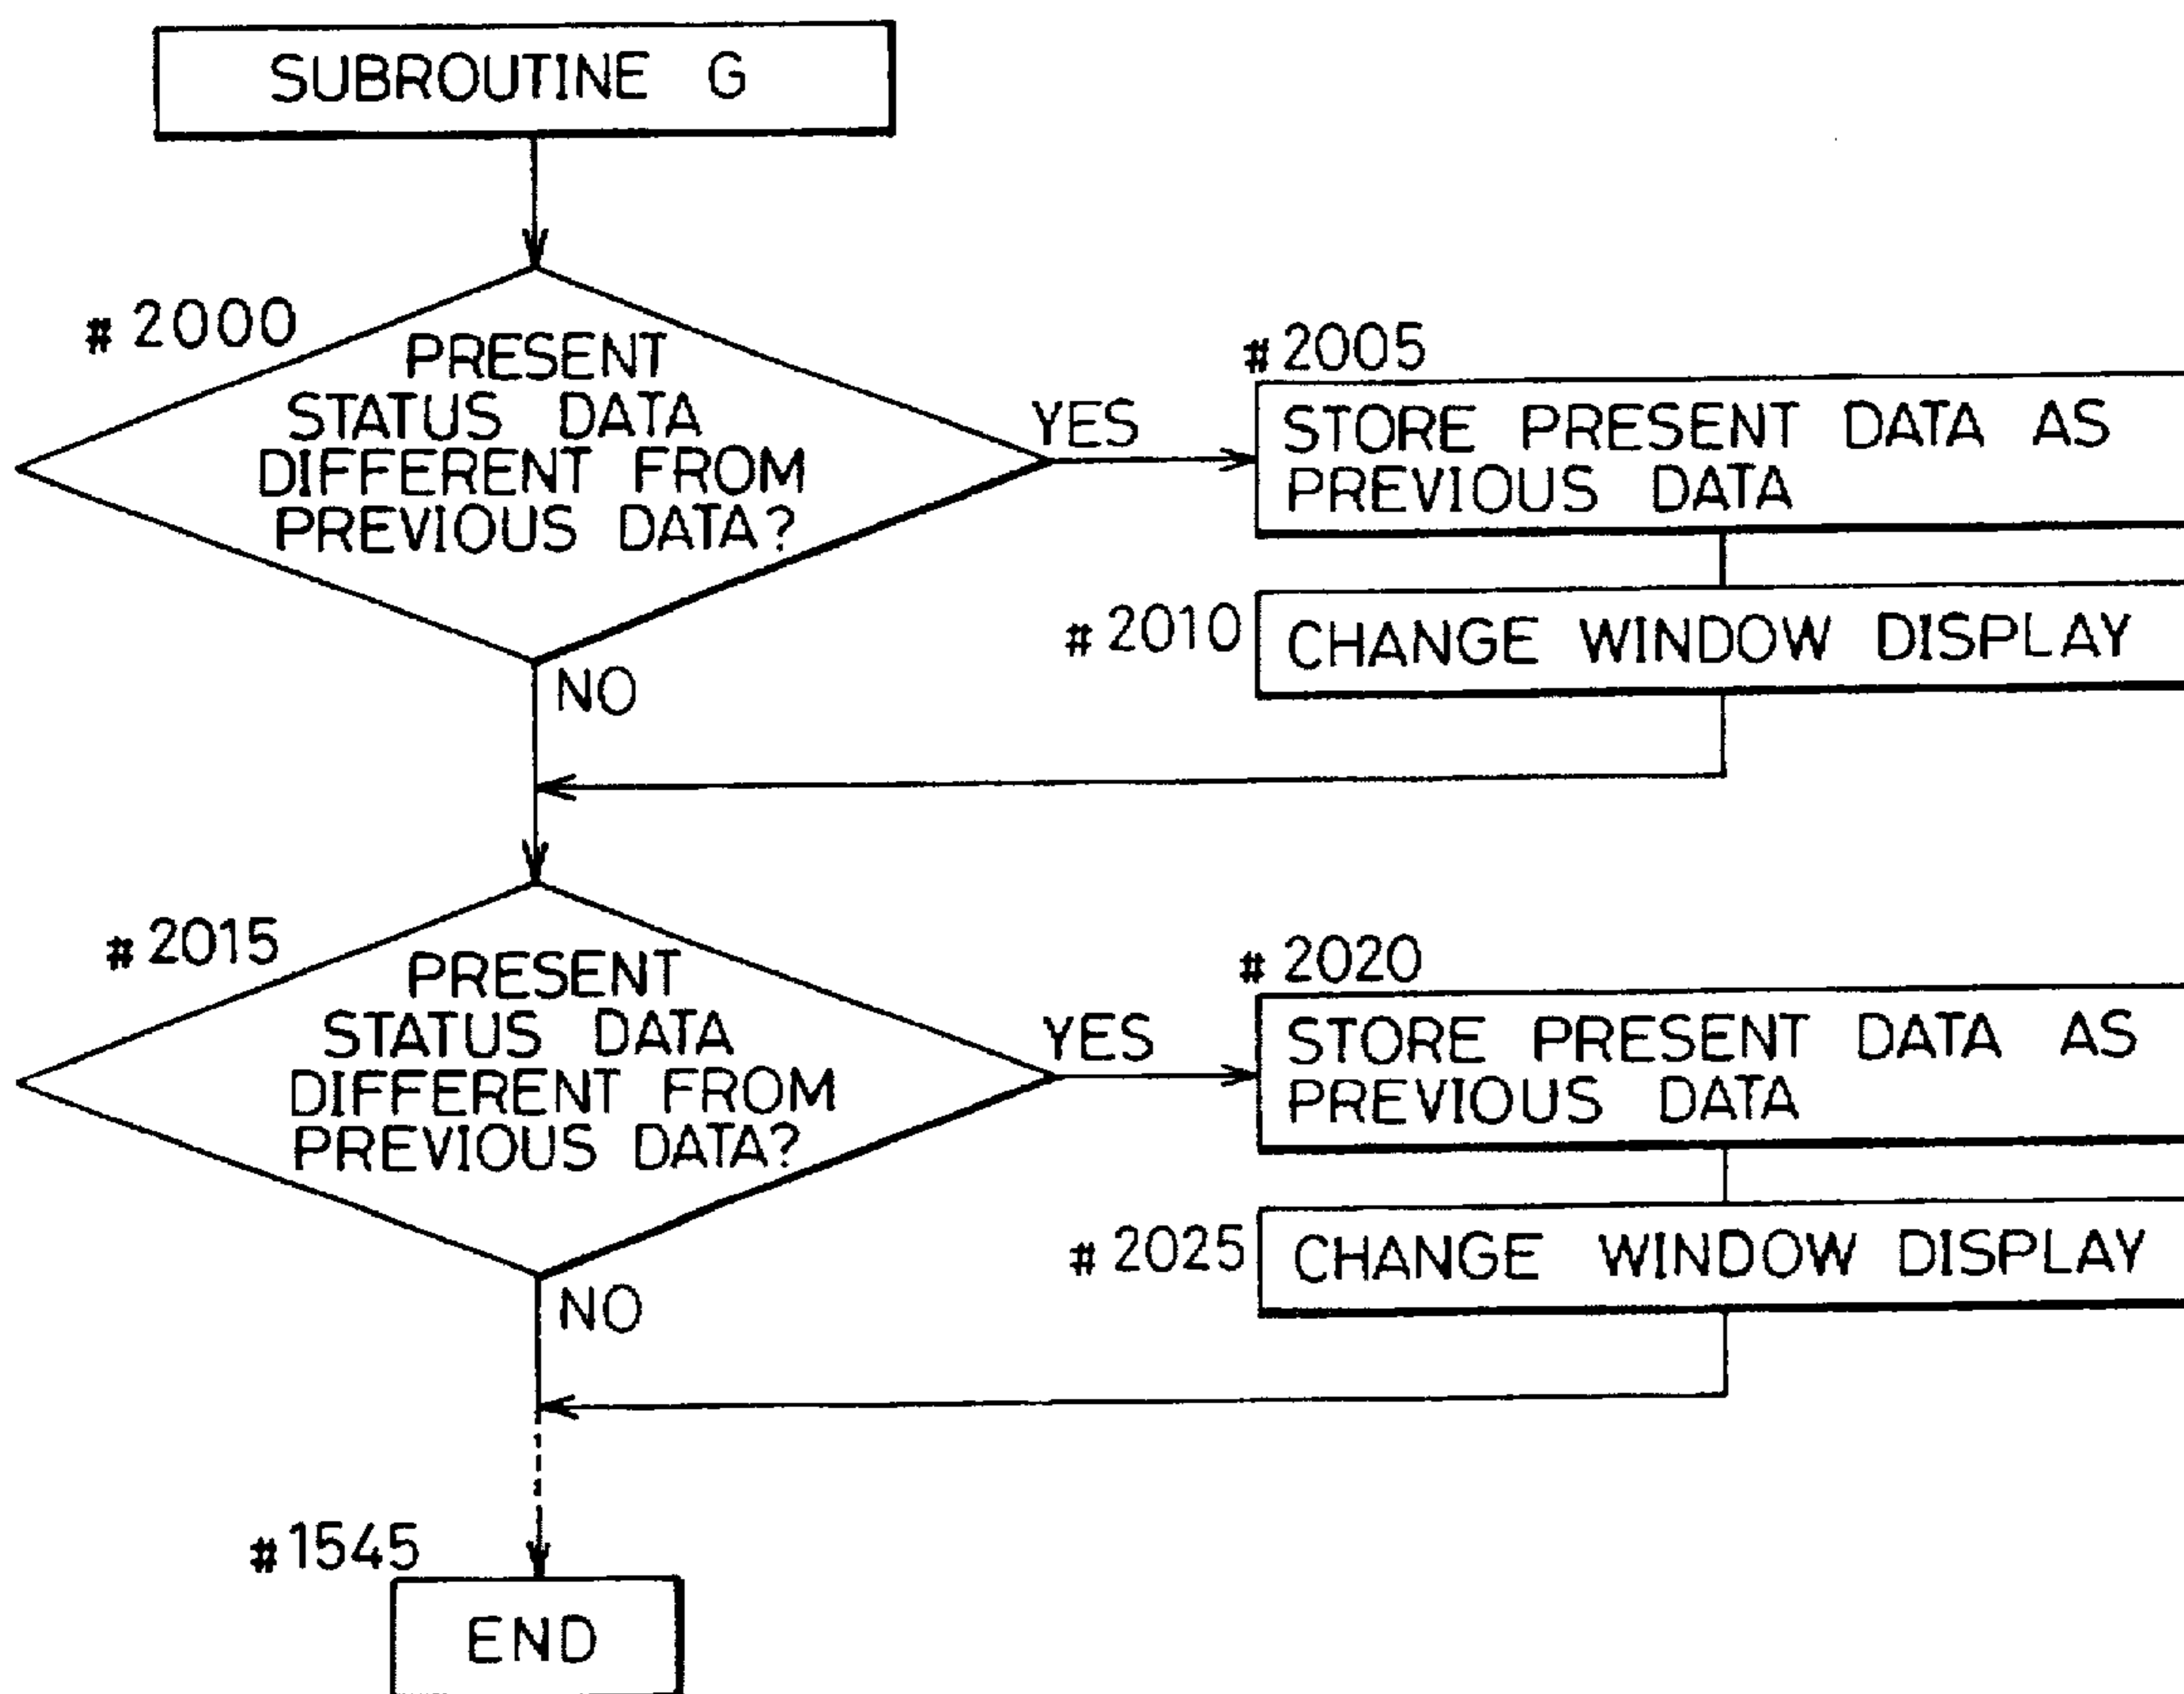 SUBROUTINE G
#2000
PRESENT
STATUS DATA
DIFFERENT FROM
PREVIOUS DATA?
YES
#2005
STORE PRESENT DATA AS
PREVIOUS DATA
#2010
CHANGE WINDOW DISPLAY
NO
#2015
PRESENT
STATUS DATA
DIFFERENT FROM
PREVIOUS DATA?
YES
#2020
STORE PRESENT DATA AS
PREVIOUS DATA
#2025
CHANGE WINDOW DISPLAY
NO
#1545
END